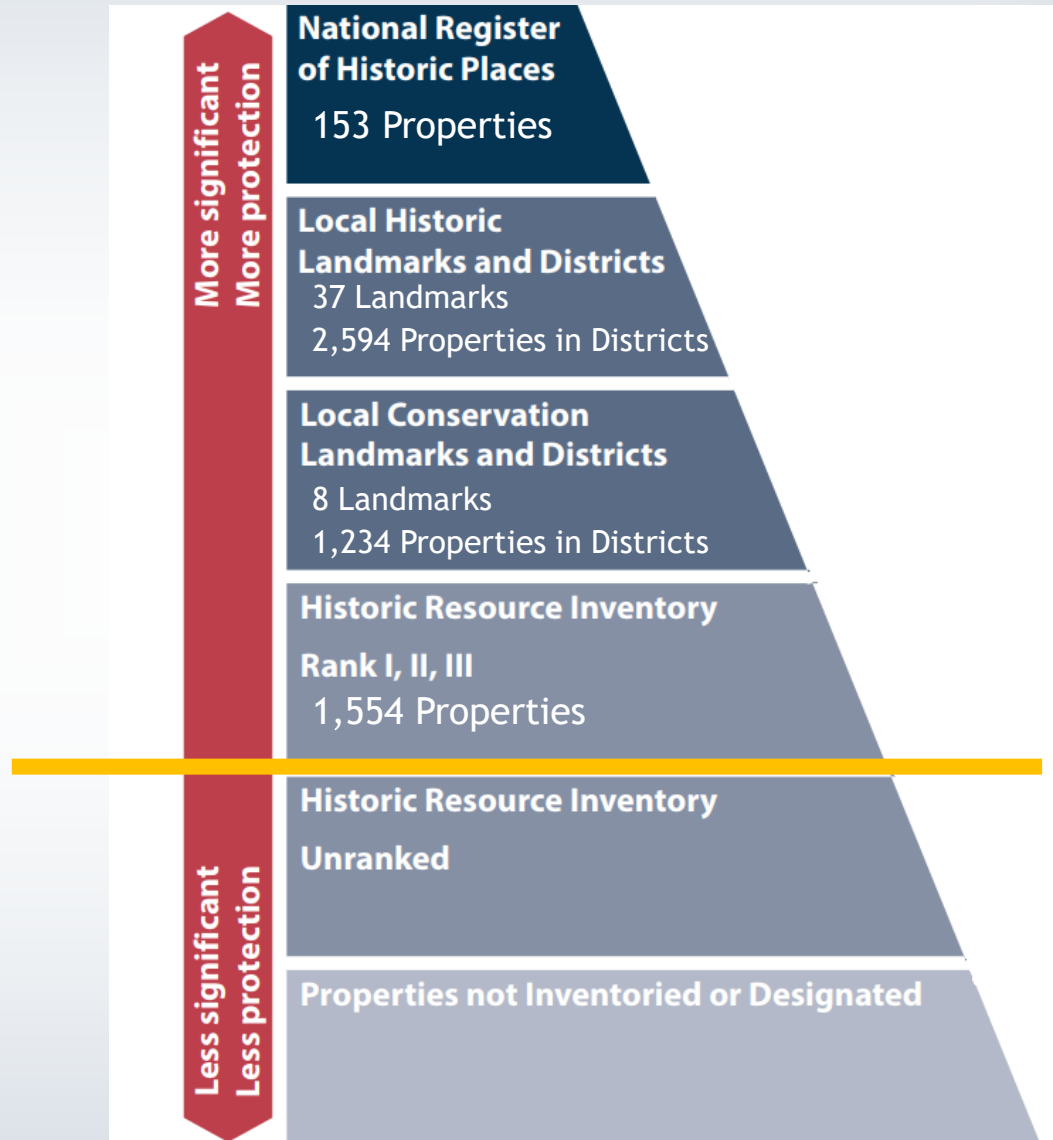 More significant
More protection
National Register
of Historic Places
153 Properties
Local Historic
Landmarks and Districts
37 Landmarks
2,594 Properties in Districts
Local Conservation
Landmarks and Districts
8 Landmarks
1,234 Properties in Districts
Historic Resource Inventory
Rank I, II, III
1,554 Properties
Less significant
Less protection
Historic Resource Inventory
Unranked
Properties not Inventoried or Designated